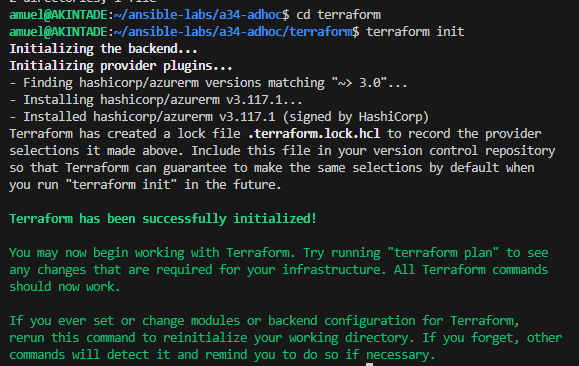 amuel@AKINTADE:~/ansible-labs/a34-adhoc$ cd terraform
amuel@AKINTADE:~/ansible-labs/a34-adhoc/terraform$ terraform init
Initializing the backend...
Initializing provider plugins...
- Finding hashicorp/azurerm versions matching "~> 3.0"...
- Installing hashicorp/azurerm v3.117.1...
- Installed hashicorp/azurerm v3.117.1 (signed by HashiCorp)
Terraform has created a lock file .terraform.lock.hcl to record the provider
selections it made above. Include this file in your version control repository
so that Terraform can guarantee to make the same selections by default when
you run "terraform init" in the future.
Terraform has been successfully initialized!
You may now begin working with Terraform. Try running "terraform plan" to see
any changes that are required for your infrastructure. All Terraform commands
should now work.
If you ever set or change modules or backend configuration for Terraform,
rerun this command to reinitialize your working directory. If you forget, other
commands will detect it and remind you to do so if necessary.